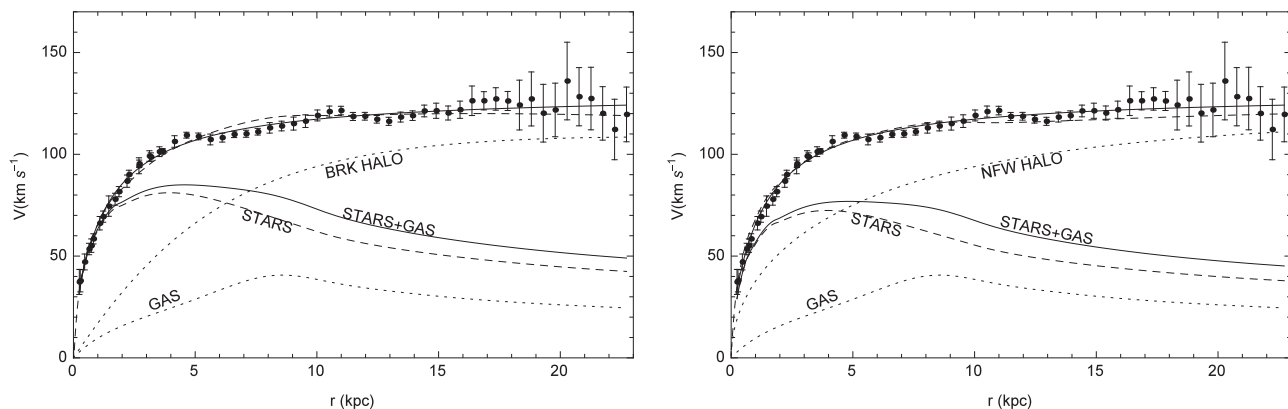 150
100
50
0
V(km s⁻¹)
BRK HALO
STARS+GAS
STARS
GAS
0 5 10 15 20
r (kpc)
150
100
50
0
V(km s⁻¹)
NFW HALO
STARS+GAS
STARS
GAS
0 5 10 15 20
r (kpc)